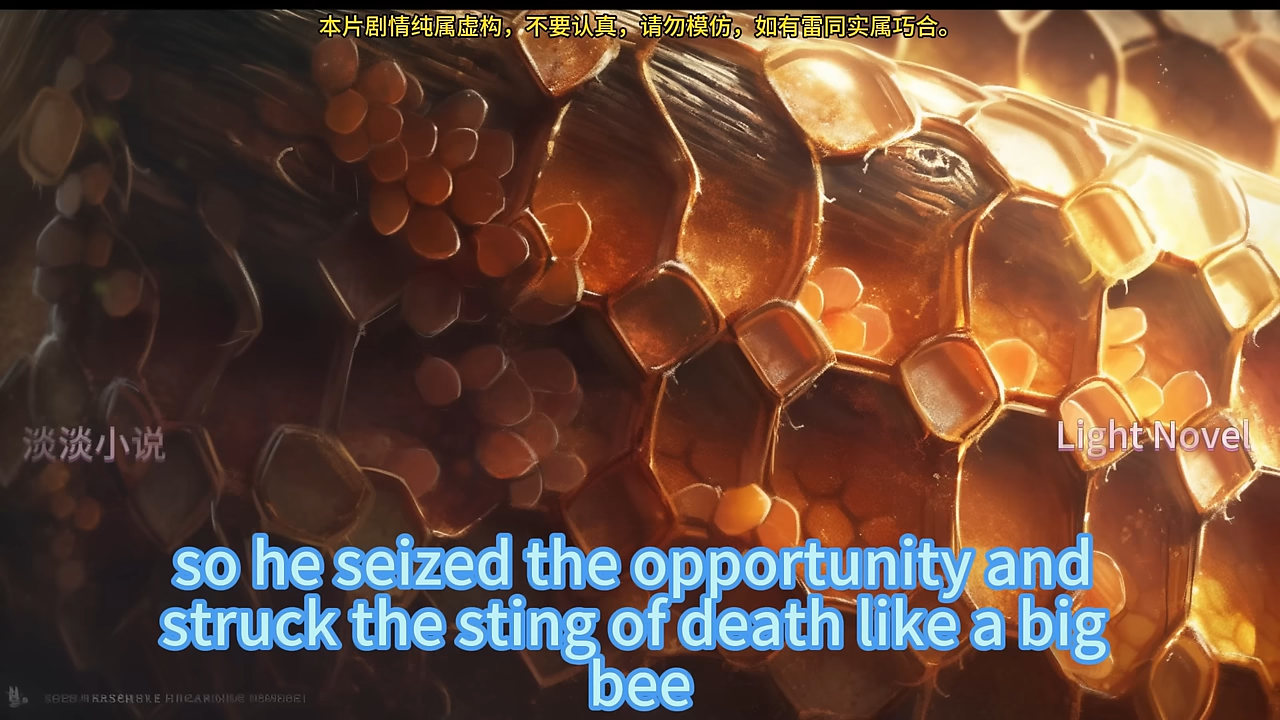 本片剧情纯属虚构，不要认真，请勿模仿，如有雷同实属巧合。
淡淡小说
Light Novel
so he seized the opportunity and
struck the sting of death like a big
bee